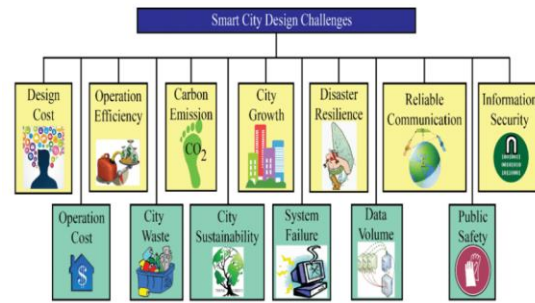 Smart City Design Challenges
Design
Cost
Operation
Efficiency
Carbon
Emission
CO2
City
Growth
Disaster
Resilience
Reliable
Communication
Information
Security
Operation
Cost
$
City
Waste
City
Sustainability
System
Failure
Data
Volume
Public
Safety